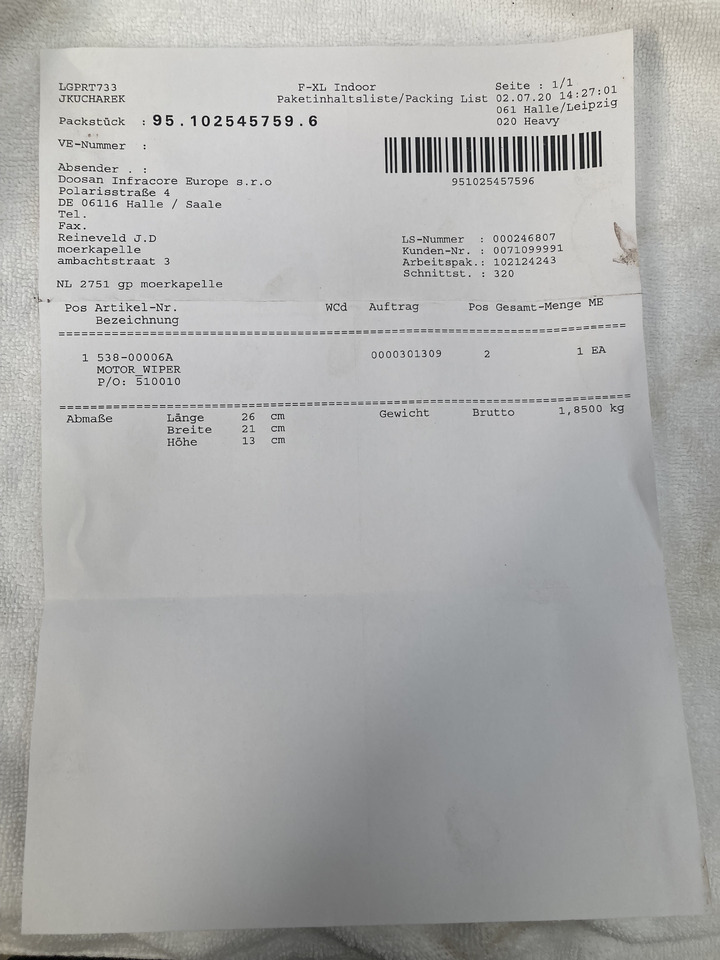 LGPRT733 F-XL Indoor Seite : 1/1
JKUCHAREK Paketinhaltsliste/Packing List 02.07.20 14:27:01
061 Halle/Leipzig
Packstück : 95.102545759.6 020 Heavy
VE-Nummer :
951025457596
Absender . :
Doosan Infracore Europe s.r.o
Polarisstraße 4
DE 06116 Halle / Saale
Tel.
Fax.
Reineveld J.D LS-Nummer : 000246807
moerkapelle Kunden-Nr. : 0071099991
ambachtstraat 3 Arbeitspak.: 102124243
Schnittst. : 320
NL 2751 gp moerkapelle
Pos Artikel-Nr. WCd Auftrag Pos Gesamt-Menge ME
Bezeichnung
1 538-00006A 0000301309 2 1 EA
MOTOR_WIPER
P/O: 510010
Abmaße Länge 26 cm Gewicht Brutto 1,8500 kg
Breite 21 cm
Höhe 13 cm